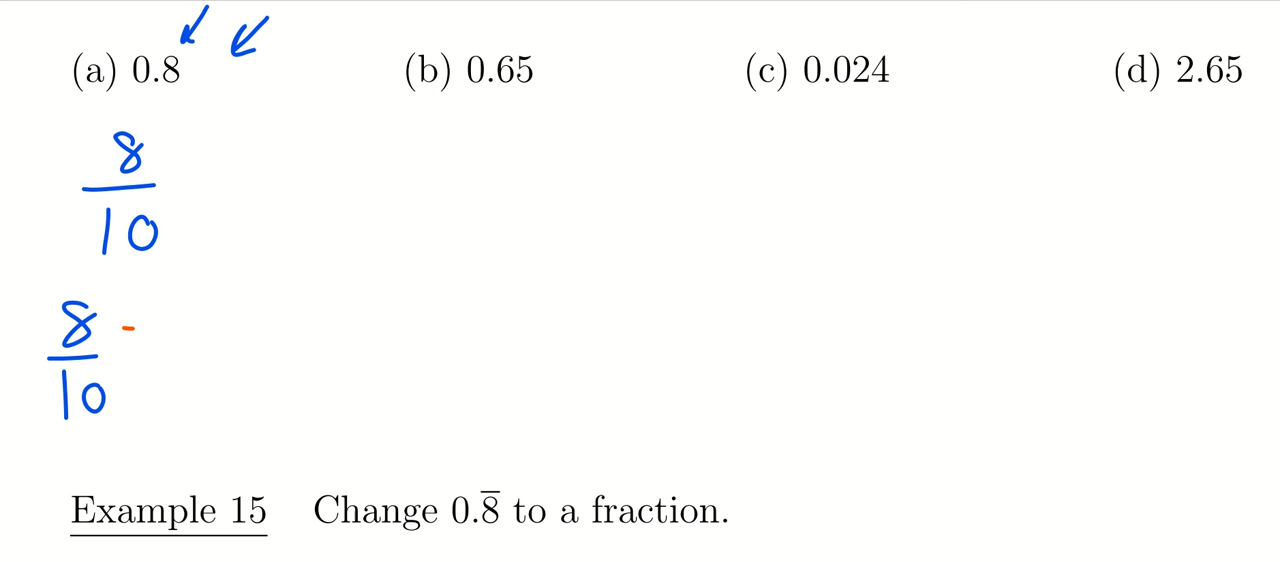 (a) 0.8 (b) 0.65 (c) 0.024 (d) 2.65
8
10
8 -
10
Example 15 Change 0.8̅ to a fraction.